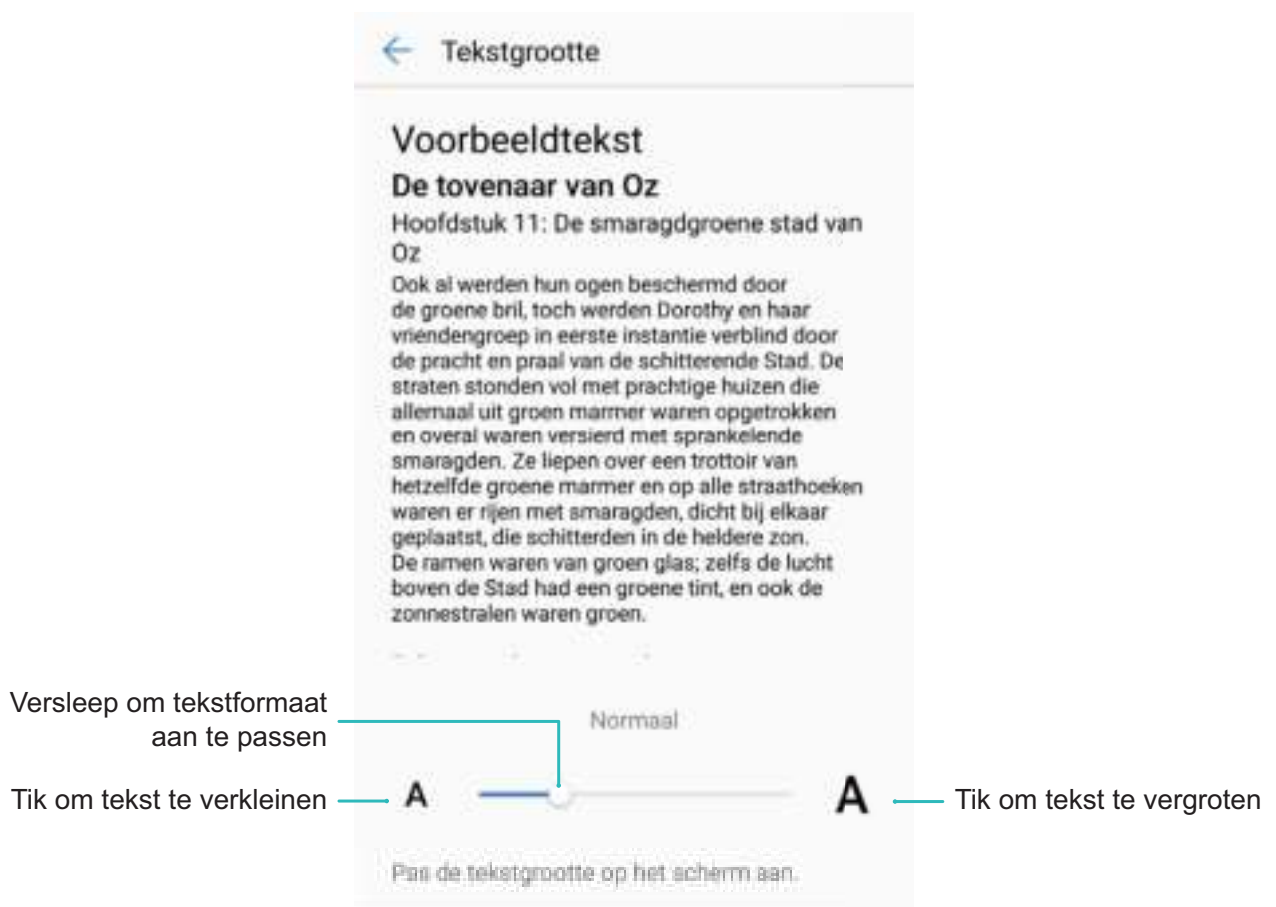 Tekstgrootte
Voorbeeldtekst
De tovenaar van Oz
Hoofdstuk 11: De smaragdgroene stad van
Oz
Ook al werden hun ogen beschermd door
de groene bril, toch werden Dorothy en haar
vriendengroep in eerste instantie verblind door
de pracht en praal van de schitterende Stad. De
straten stonden vol met prachtige huizen die
allemaal uit groen marmer waren opgetrokken
en overal waren versierd met sprankelende
smaragden. Ze liepen over een trottoir van
hetzelfde groene marmer en op alle straathoeken
waren er rijen met smaragden, dicht bij elkaar
geplaatst, die schitterden in de heldere zon.
De ramen waren van groen glas; zelfs de lucht
boven de Stad had een groene tint, en ook de
zonnestralen waren groen.
Versleep om tekstformaat
aan te passen
Normaal
Tik om tekst te verkleinen
A
A
Tik om tekst te vergroten
Pas de tekstgrootte op het scherm aan.